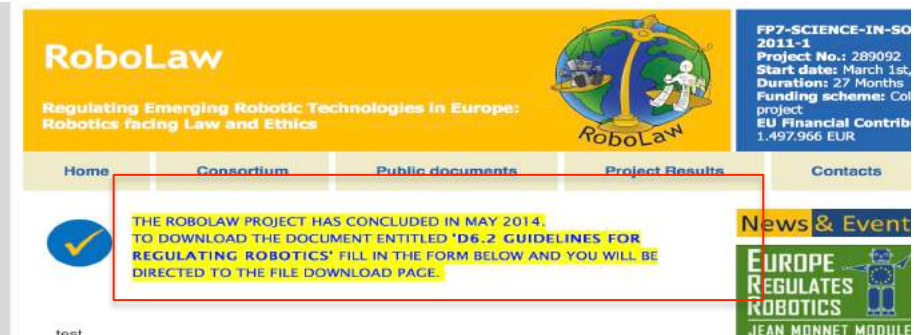 RoboLaw
Regulating Emerging Robotic Technologies in Europe:
Robotics facing Law and Ethics
RoboLaw
FP7-SCIENCE-IN-SO
2011-1
Project No.: 289092
Start date: March 1st,
Duration: 27 Months
Funding scheme: Col
project
EU Financial Contrib
1.497.966 EUR
Home
Consortium
Public documents
Project Results
Contacts
THE ROBOLAW PROJECT HAS CONCLUDED IN MAY 2014.
TO DOWNLOAD THE DOCUMENT ENTITLED 'D6.2 GUIDELINES FOR
REGULATING ROBOTICS' FILL IN THE FORM BELOW AND YOU WILL BE
DIRECTED TO THE FILE DOWNLOAD PAGE.
News & Event
EUROPE
REGULATES
ROBOTICS
JEAN MONNET MODULE
test